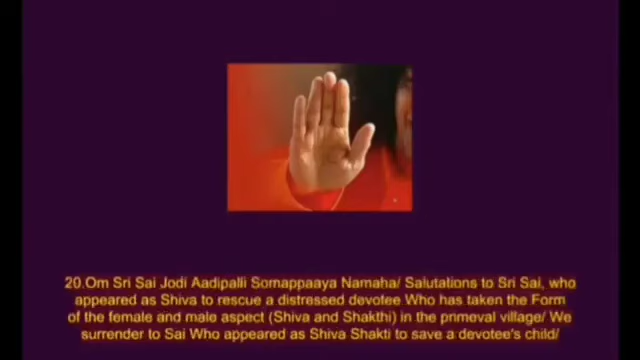 20.Om Sri Sai Jodi Aadipalli Somappaaya Namaha/ Salutations to Sri Sai, who
appeared as Shiva to rescue a distressed devotee Who has taken the Form
of the female and male aspect (Shiva and Shakthi) in the primeval village/ We
surrender to Sai Who appeared as Shiva Shakti to save a devotee's child/